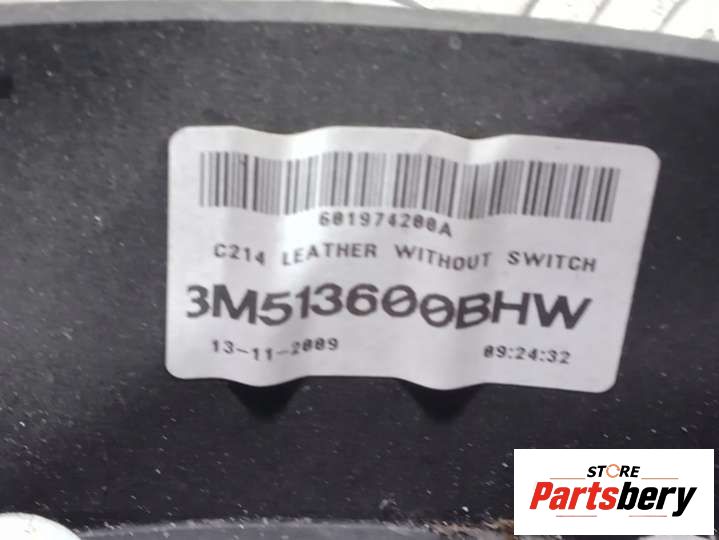 601974200A
C214 LEATHER WITHOUT SWITCH
3M513600BHW
13-11-2009 09:24:32
STORE
Partsbery